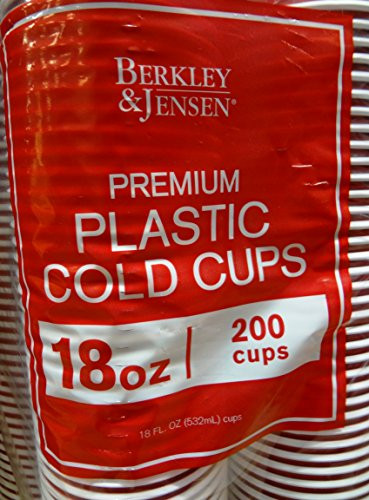 BERKLEY
& JENSEN®
PREMIUM
PLASTIC
COLD CUPS
18oz
200
cups
18 FL. OZ (532mL) cups